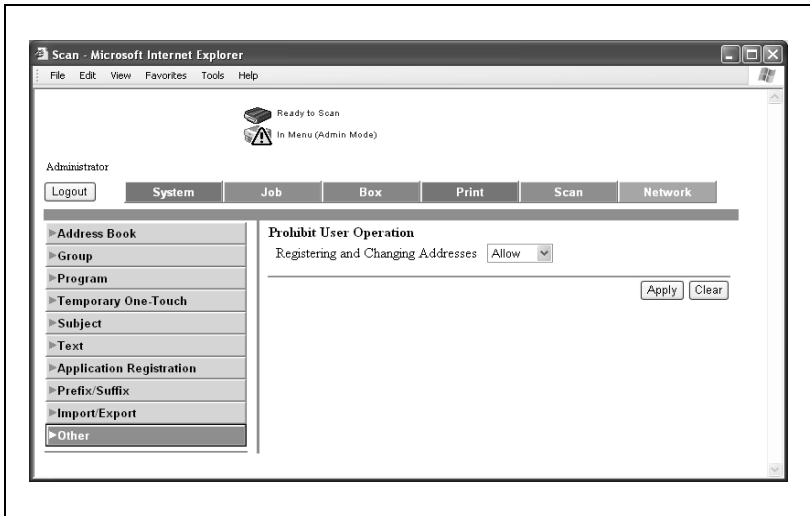 Scan - Microsoft Internet Explorer
File Edit View Favorites Tools Help
Ready to Scan
In Menu (Admin Mode)
Administrator
Logout System Job Box Print Scan Network
Address Book
Group
Program
Temporary One-Touch
Subject
Text
Application Registration
Prefix/Suffix
Import/Export
Other
Prohibit User Operation
Registering and Changing Addresses Allow
Apply Clear